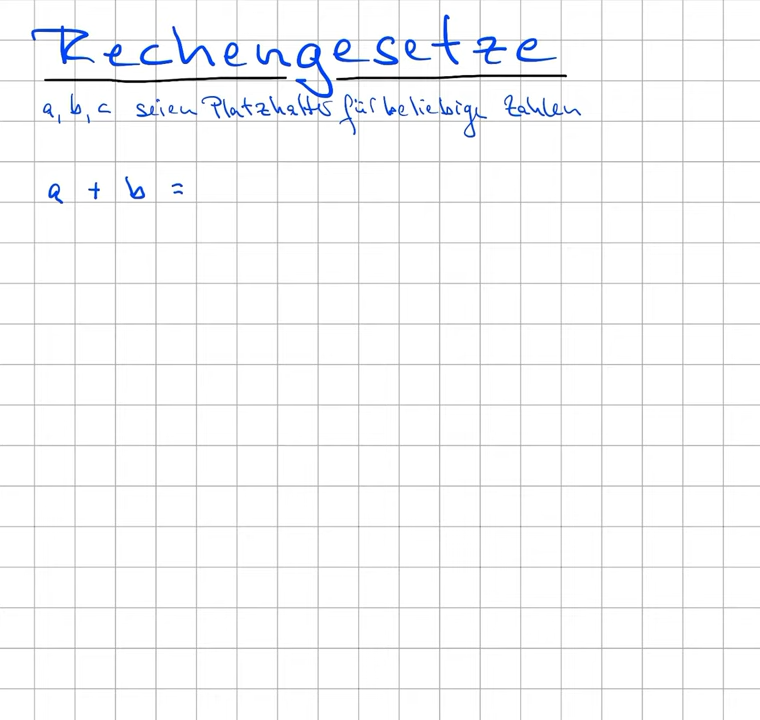 Rechengesetze
a, b, c seien Platzhalter für beliebige Zahlen
a + b =